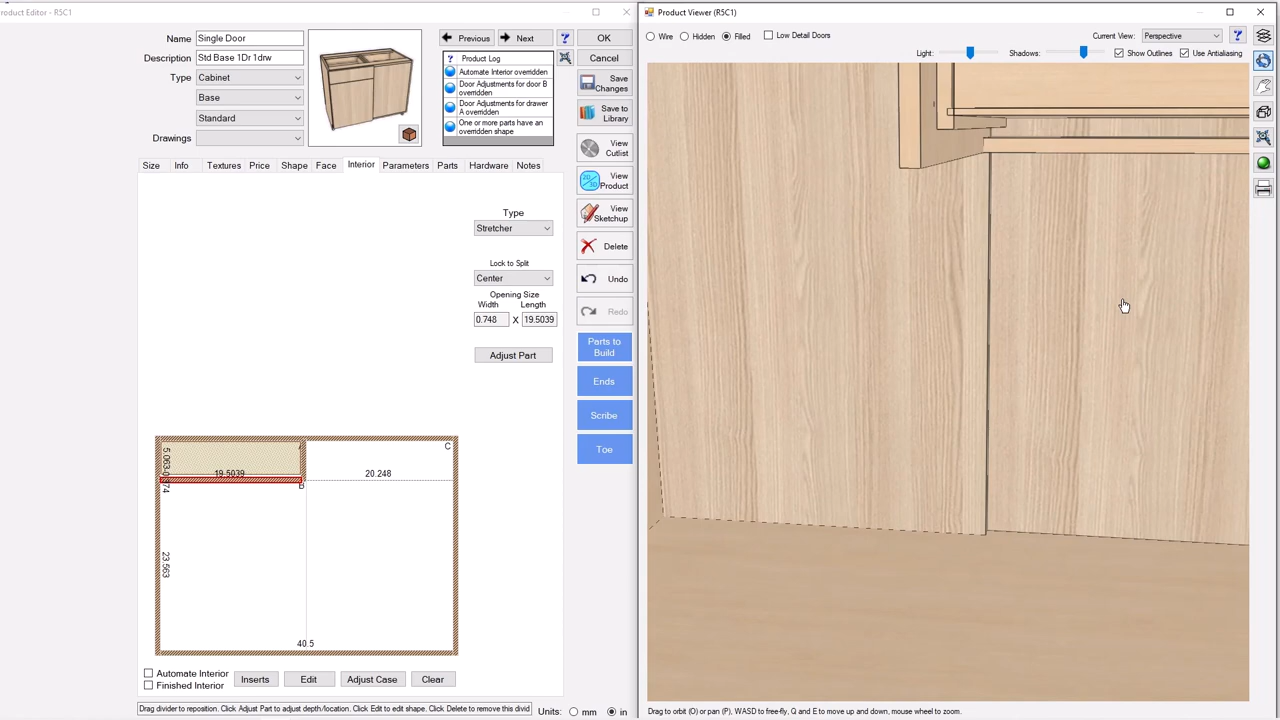 roduct Editor - R5C1
Name Single Door
Description Std Base 1Dr 1drw
Type Cabinet
Base
Standard
Drawings
Previous Next ?
? Product Log
Automate Interior overridden
Door Adjustments for door B
overridden
Door Adjustments for drawer
A overridden
One or more parts have an
overridden shape
OK
Cancel
Save
Changes
Save to
Library
View
Cutlist
2D/3D View
Product
View
Sketchup
Delete
Undo
Redo
Parts to
Build
Ends
Scribe
Toe
Size Info Textures Price Shape Face Interior Parameters Parts Hardware Notes
Type
Stretcher
Lock to Split
Center
Opening Size
Width Length
0.748 X 19.5039
Adjust Part
C
19.5039 20.248
B
23.563
40.5
Automate Interior
Finished Interior
Inserts Edit Adjust Case Clear
Drag divider to reposition. Click Adjust Part to adjust depth/location. Click Edit to edit shape. Click Delete to remove this divid
Units: mm in
Product Viewer (R5C1)
Wire Hidden Filled Low Detail Doors
Current View: Perspective ?
Light: Shadows: Show Outlines Use Antialiasing
Drag to orbit (O) or pan (P), WASD to free-fly, Q and E to move up and down, mouse wheel to zoom.